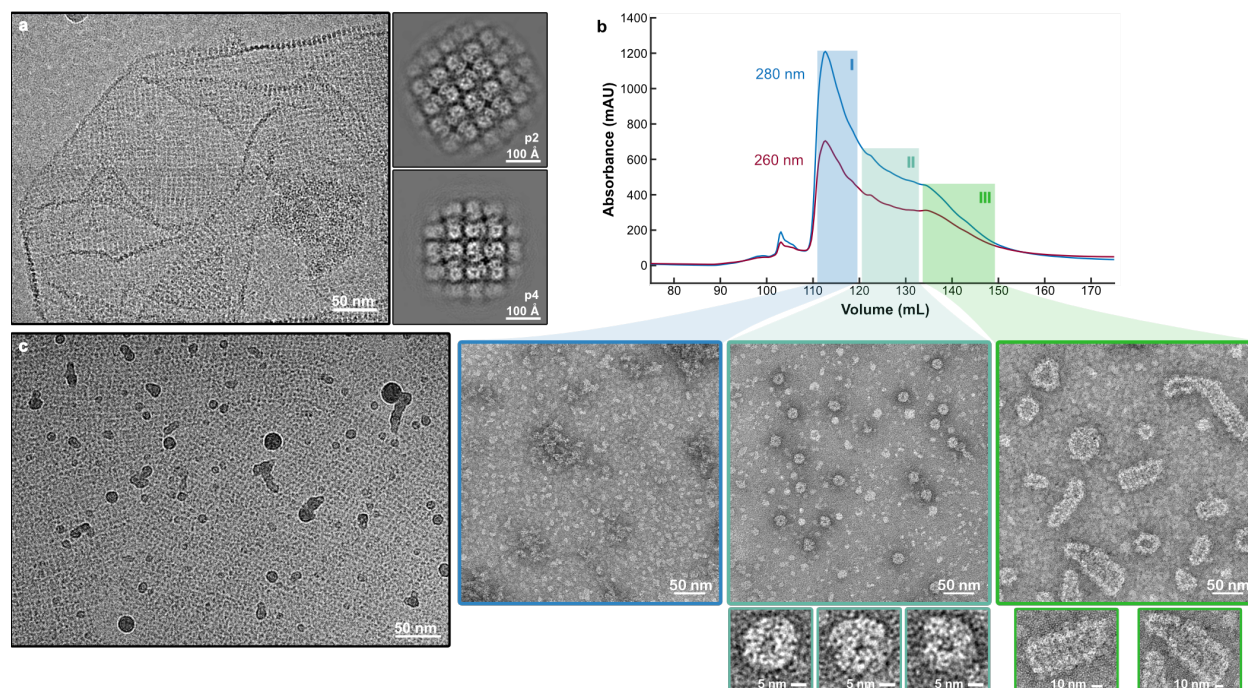 a
50 nm
p2
100 Å
p4
100 Å
b
Absorbance (mAU)
1400
1200
1000
800
600
400
200
0
280 nm
260 nm
I
II
III
80
90
100
110
120
130
140
150
160
170
Volume (mL)
c
50 nm
50 nm
50 nm
50 nm
5 nm
5 nm
5 nm
10 nm
10 nm